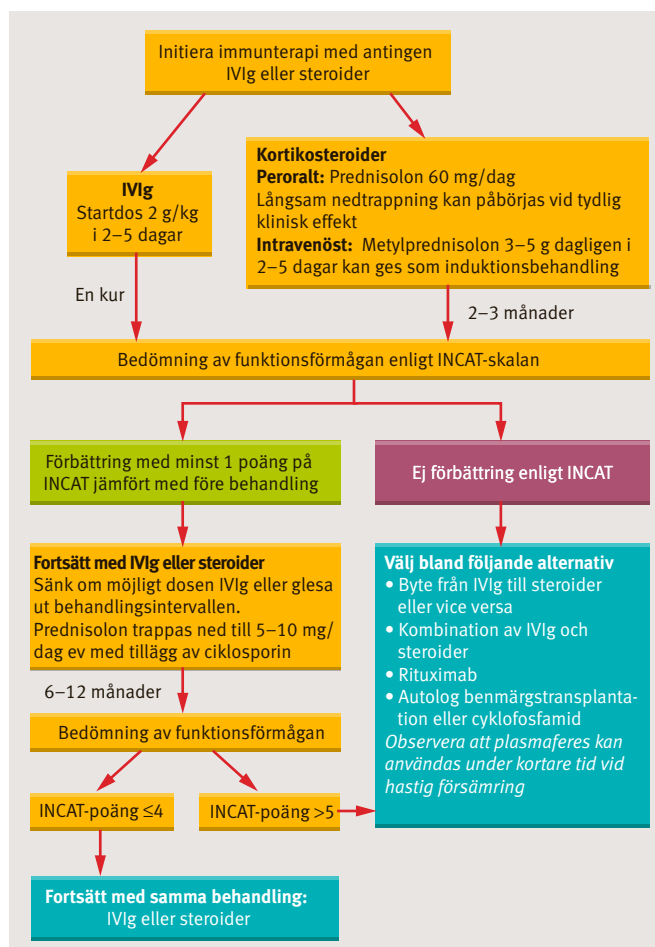 Initiera immunterapi med antingen
IVIg eller steroider
IVIg
Startdos 2 g/kg
i 2–5 dagar
Kortikosteroider
Peroralt: Prednisolon 60 mg/dag
Långsam nedtrappning kan påbörjas vid tydlig
klinisk effekt
Intravenöst: Metylprednisolon 3–5 g dagligen i
2–5 dagar kan ges som induktionsbehandling
En kur
2–3 månader
Bedömning av funktionsförmågan enligt INCAT-skalan
Förbättring med minst 1 poäng på
INCAT jämfört med före behandling
Ej förbättring enligt INCAT
Fortsätt med IVIg eller steroider
Sänk om möjligt dosen IVIg eller glesa
ut behandlingsintervallen.
Prednisolon trappas ned till 5–10 mg/
dag ev med tillägg av ciklosporin
Välj bland följande alternativ
• Byte från IVIg till steroider
eller vice versa
• Kombination av IVIg och
steroider
• Rituximab
• Autolog benmärgstransplanta-
tion eller cyklofosfamid
Observera att plasmaferes kan
användas under kortare tid vid
hastig försämring
6–12 månader
Bedömning av funktionsförmågan
INCAT-poäng ≤4
INCAT-poäng >5
Fortsätt med samma behandling:
IVIg eller steroider